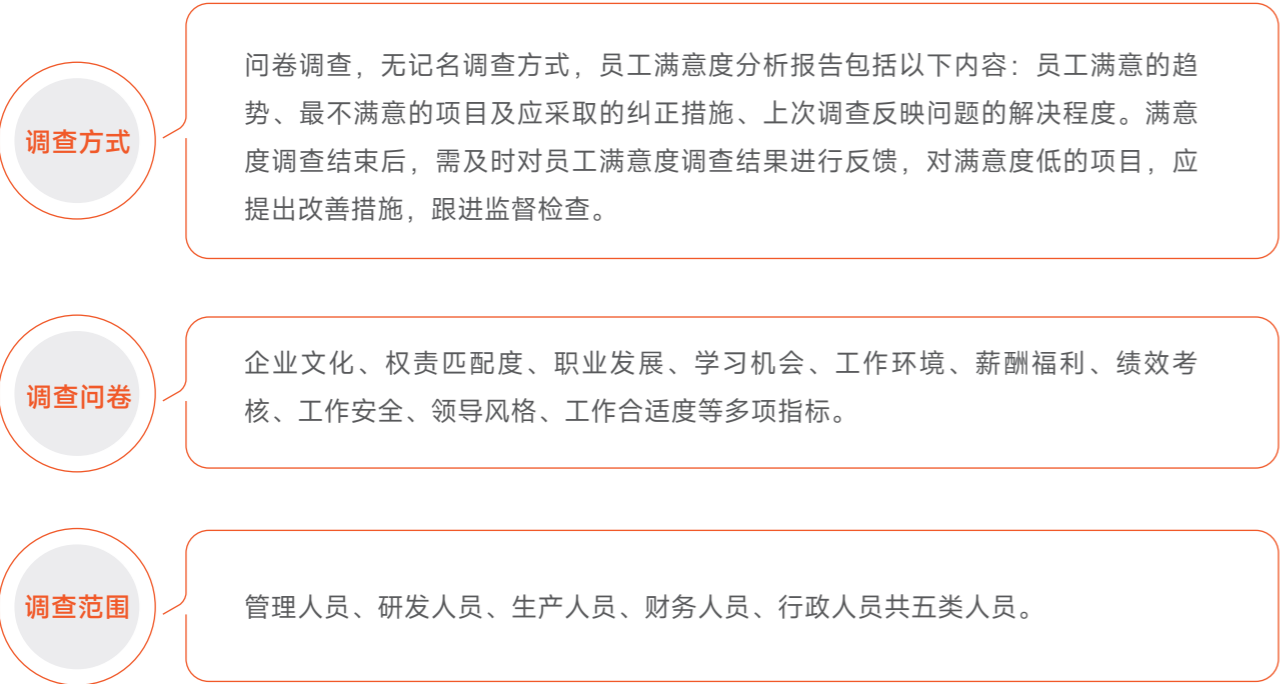 调查方式
问卷调查，无记名调查方式，员工满意度分析报告包括以下内容：员工满意的趋
势、最不满意的项目及应采取的纠正措施、上次调查反映问题的解决程度。满意
度调查结束后，需及时对员工满意度调查结果进行反馈，对满意度低的项目，应
提出改善措施，跟进监督检查。
调查问卷
企业文化、权责匹配度、职业发展、学习机会、工作环境、薪酬福利、绩效考
核、工作安全、领导风格、工作合适度等多项指标。
调查范围
管理人员、研发人员、生产人员、财务人员、行政人员共五类人员。